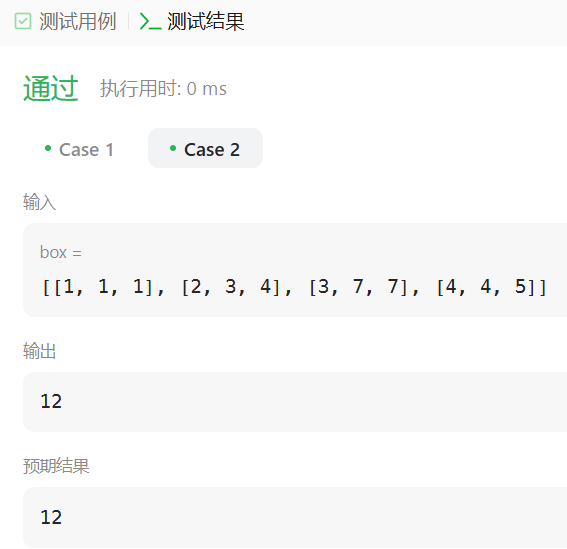 测试用例 测试结果
通过 执行用时: 0 ms
Case 1 Case 2
输入
box =
[[1, 1, 1], [2, 3, 4], [3, 7, 7], [4, 4, 5]]
输出
12
预期结果
12